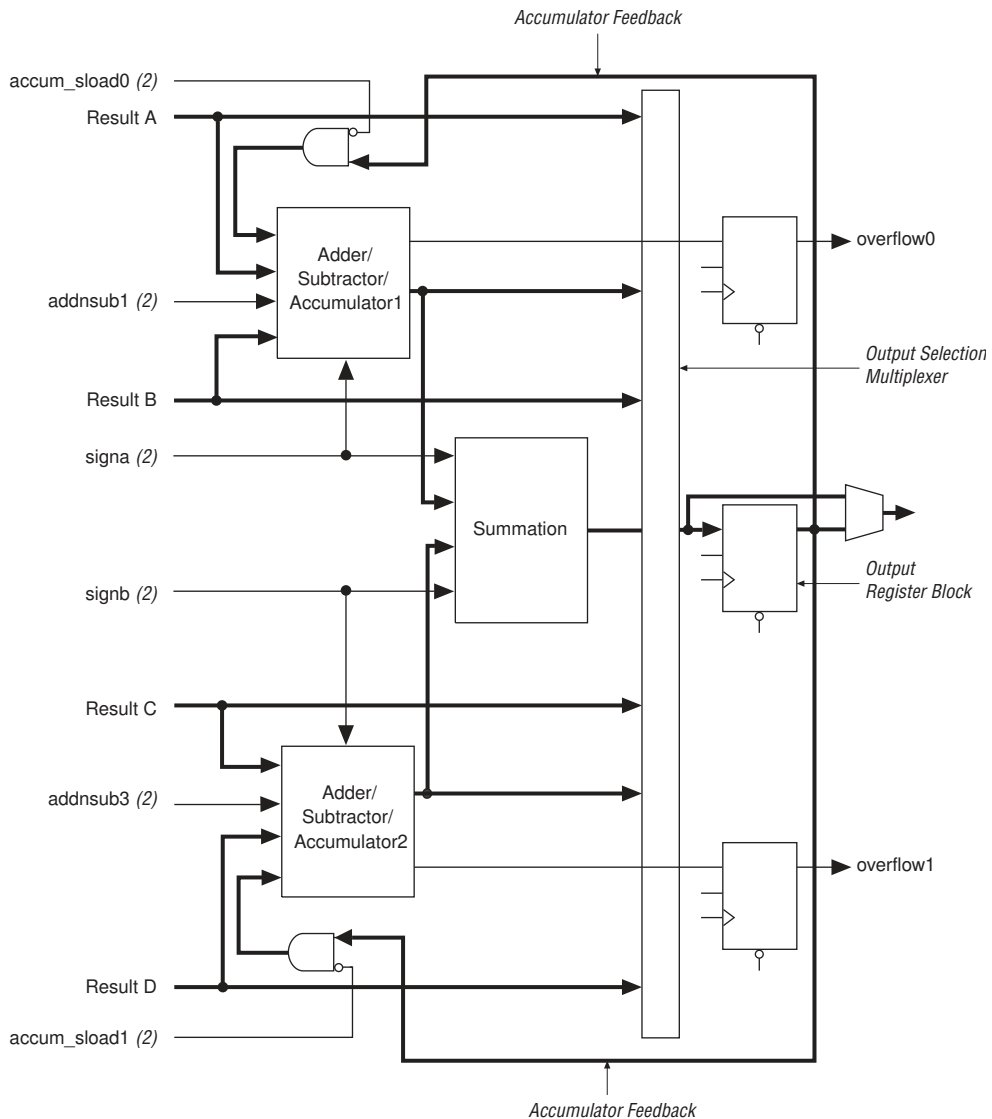 Accumulator Feedback
accum_sload0 (2)
Result A
overflow0
Adder/
Subtractor/
Accumulator1
addnsub1 (2)
Output Selection
Multiplexer
Result B
signa (2)
Summation
Output
Register Block
signb (2)
Result C
Adder/
Subtractor/
Accumulator2
addnsub3 (2)
overflow1
Result D
accum_sload1 (2)
Accumulator Feedback